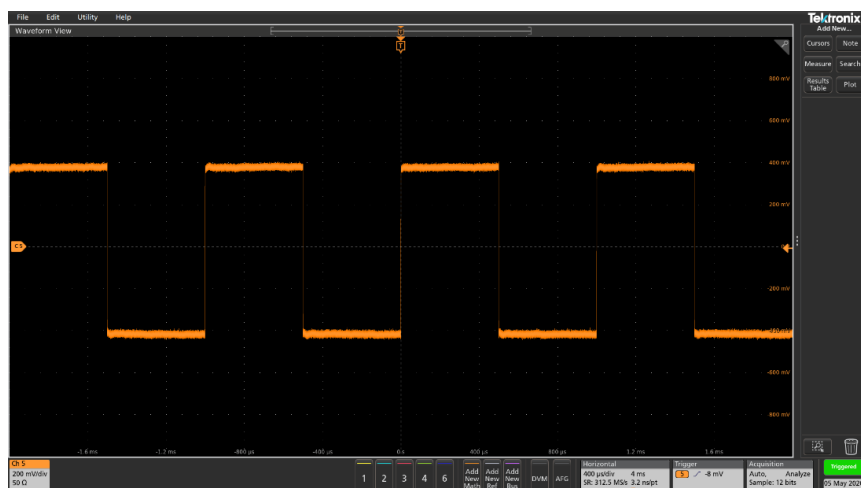 File Edit Utility Help
Tektronix
Waveform View
Add New...
T
Cursors Note
Measure Search
Results Table Plot
800 mV
600 mV
400 mV
200 mV
C5
-200 mV
-400 mV
-600 mV
-800 mV
-1.6 ms -1.2 ms -800 µs -400 µs 0 s 400 µs 800 µs 1.2 ms 1.6 ms
Ch 5
200 mV/div
50 Ω
1 2 3 4 6
Add New Math
Add New Ref
Add New Bus
DVM AFG
Horizontal
400 µs/div 4 ms
SR: 312.5 MS/s 3.2 ns/pt
Trigger
5 -8 mV
Acquisition
Auto, Analyze
Sample: 12 bits
Triggered
05 May